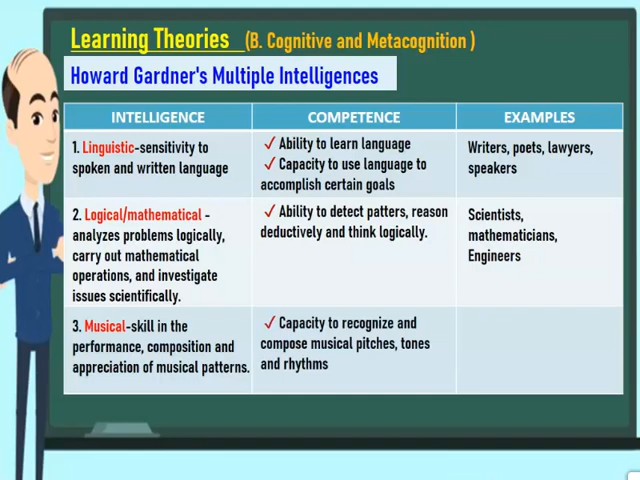 Learning Theories (B. Cognitive and Metacognition )
Howard Gardner's Multiple Intelligences
INTELLIGENCE
COMPETENCE
EXAMPLES
1. Linguistic-sensitivity to
spoken and written language
✓ Ability to learn language
✓ Capacity to use language to
accomplish certain goals
Writers, poets, lawyers,
speakers
2. Logical/mathematical -
analyzes problems logically,
carry out mathematical
operations, and investigate
issues scientifically.
✓ Ability to detect patters, reason
deductively and think logically.
Scientists,
mathematicians,
Engineers
3. Musical-skill in the
performance, composition and
appreciation of musical patterns.
✓ Capacity to recognize and
compose musical pitches, tones
and rhythms